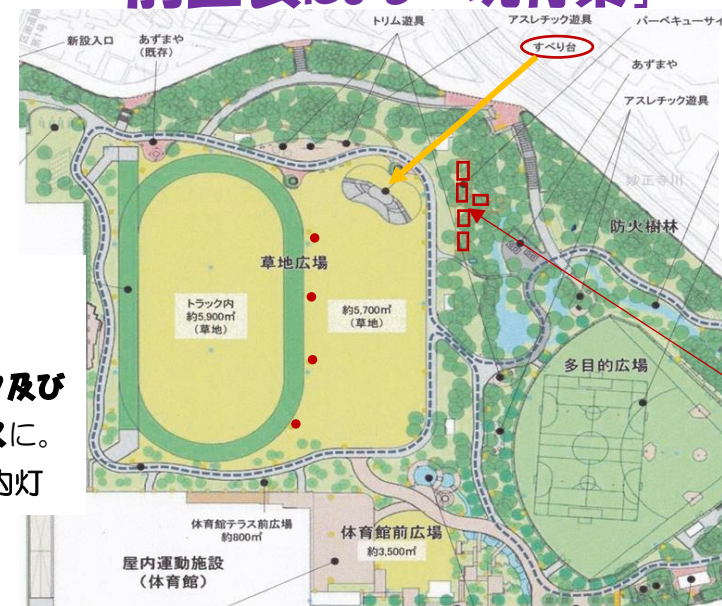 トリム遊具
アスレチック遊具
バーベキューサイ
新設入口
あずまや
(既存)
すべり台
あずまや
アスレチック遊具
妙正寺川
防火樹林
草地広場
トラック内
約5,900㎡
(草地)
約5,700㎡
(草地)
多目的広場
及び
に。
内灯
体育館テラス前広場
約800㎡
体育館前広場
約3,500㎡
屋内運動施設
(体育館)